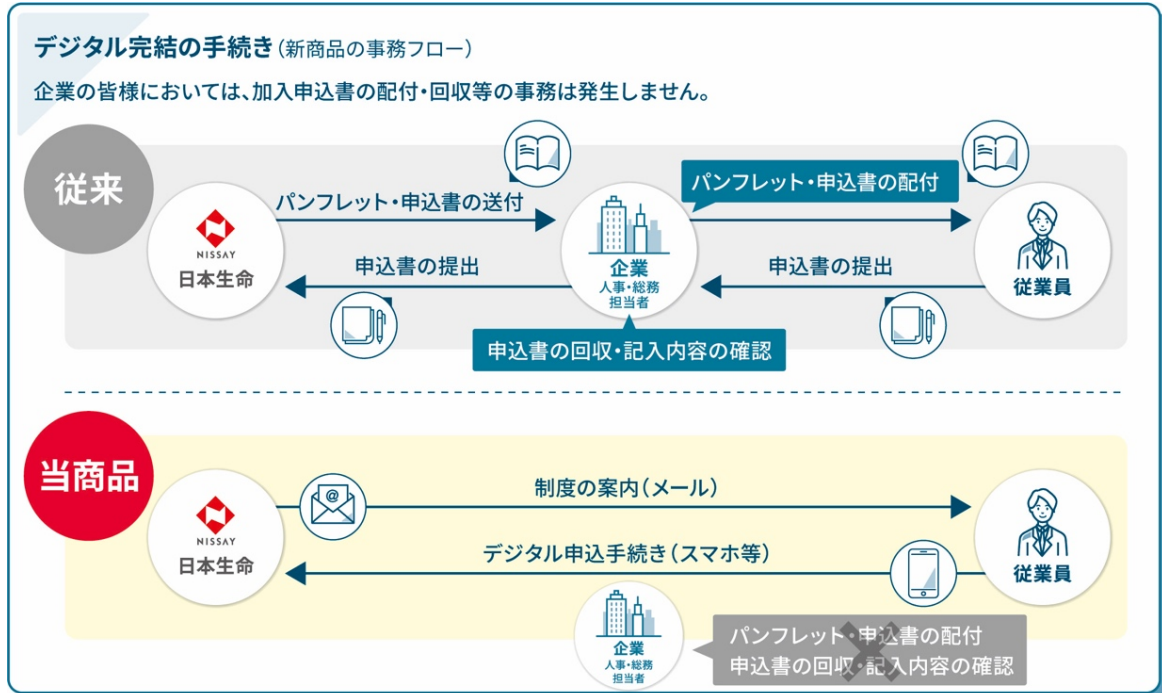 デジタル完結の手続き(新商品の事務フロー)
企業の皆様においては、加入申込書の配付・回収等の事務は発生しません。
従来
パンフレット・申込書の送付
パンフレット・申込書の配付
NISSAY
日本生命
企業
人事・総務
担当者
従業員
申込書の提出
申込書の提出
申込書の回収・記入内容の確認
当商品
制度の案内(メール)
@
NISSAY
日本生命
従業員
デジタル申込手続き(スマホ等)
企業
人事・総務
担当者
パンフレット・申込書の配付
申込書の回収・記入内容の確認